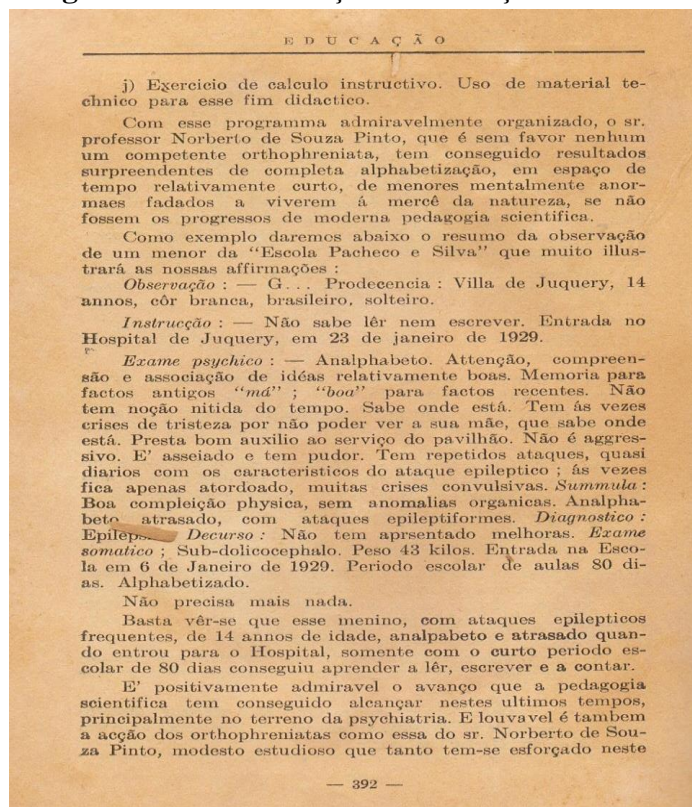 EDUCAÇÃO
j) Exercicio de calculo instructivo. Uso de material te-
chnico para esse fim didactico.
Com esse programma admiravelmente organizado, o sr.
professor Norberto de Souza Pinto, que é sem favor nenhum
um competente orthophreniata, tem conseguido resultados
surpreendentes de completa alphabetização, em espaço de
tempo relativamente curto, de menores mentalmente anor-
maes fadados a viverem á mercê da natureza, se não
fossem os progressos de moderna pedagogia scientifica.
Como exemplo daremos abaixo o resumo da observação
de um menor da “Escola Pacheco e Silva” que muito illus-
trará as nossas affirmações :
Observação : — G... Prodecencia : Villa de Juquery, 14
annos, côr branca, brasileiro, solteiro.
Instrucção : — Não sabe lêr nem escrever. Entrada no
Hospital de Juquery, em 23 de janeiro de 1929.
Exame psychico : — Analphabeto. Attenção, compreen-
são e associação de idéas relativamente boas. Memoria para
factos antigos “má” ; “boa” para factos recentes. Não
tem noção nitida do tempo. Sabe onde está. Tem ás vezes
crises de tristeza por não poder ver a sua mãe, que sabe onde
está. Presta bom auxilio ao serviço do pavilhão. Não é aggres-
sivo. E’ asseiado e tem pudor. Tem repetidos ataques, quasi
diarios com os caracteristicos do ataque epileptico ; ás vezes
fica apenas atordoado, muitas crises convulsivas. Summula :
Boa compleição physica, sem anomalias organicas. Analpha-
beto atrasado, com ataques epileptiformes. Diagnostico :
Decurso : Não tem aprsentado melhoras. Exame
somatico ; Sub-dolicocephalo. Peso 43 kilos. Entrada na Esco-
la em 6 de Janeiro de 1929. Periodo escolar de aulas 80 di-
as. Alphabetizado.
Não precisa mais nada.
Basta vêr-se que esse menino, com ataques epilepticos
frequentes, de 14 annos de idade, analpabeto e atrasado quan-
do entrou para o Hospital, somente com o curto periodo es-
colar de 80 dias conseguiu aprender a lêr, escrever e a contar.
E’ positivamente admiravel o avanço que a pedagogia
scientifica tem conseguido alcançar nestes ultimos tempos,
principalmente no terreno da psychiatria. E louvavel é tambem
a acção dos orthophreniatas como essa do sr. Norberto de Sou-
za Pinto, modesto estudioso que tanto tem-se esforçado neste
— 392 —